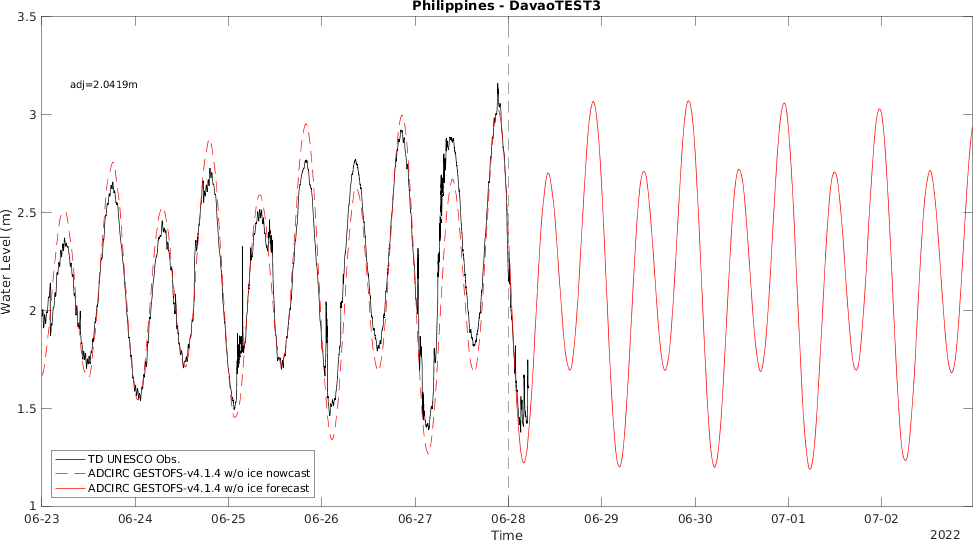 Philippines - DavaoTEST3
3.5
adj=2.0419m
3
2.5
Water Level (m)
2
1.5
TD UNESCO Obs.
ADCIRC GESTOFS-v4.1.4 w/o ice nowcast
ADCIRC GESTOFS-v4.1.4 w/o ice forecast
1
06-23 06-24 06-25 06-26 06-27 06-28 06-29 06-30 07-01 07-02
Time
2022